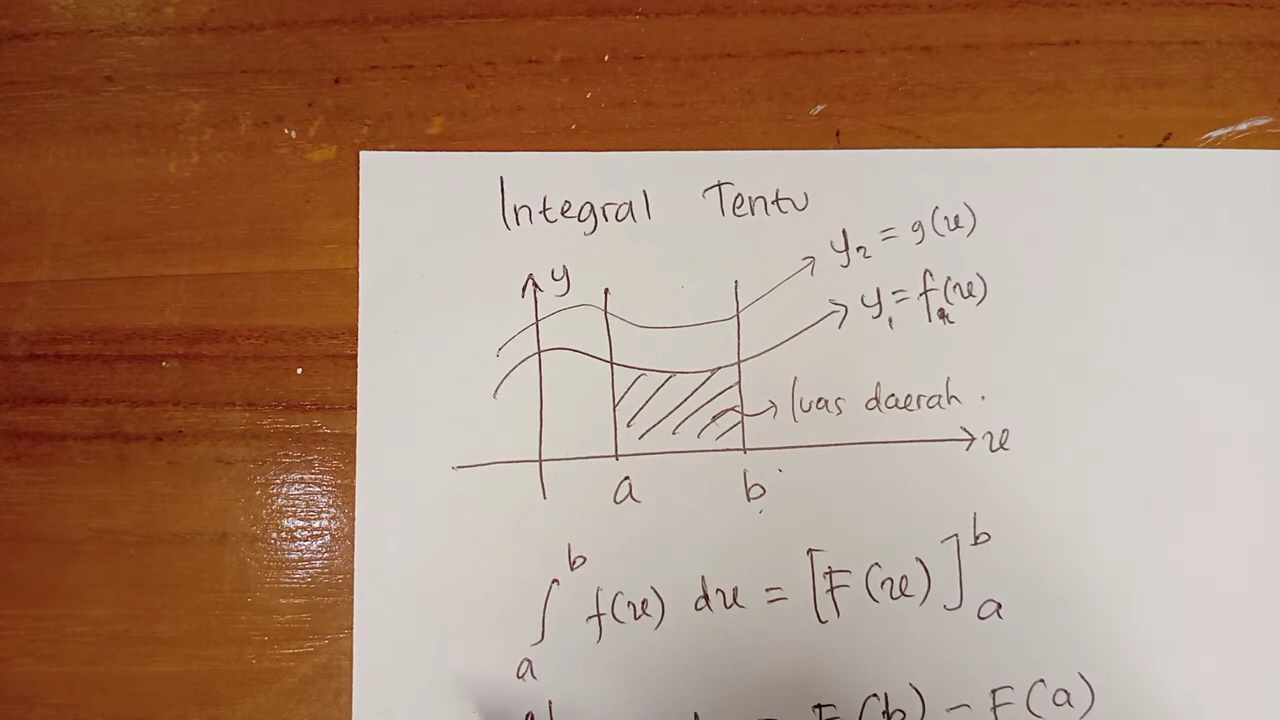 Integral Tentu
y
y₂ = g(x)
y₁ = f(x)
luas daerah.
x
a b
∫ₐᵇ f(x) dx = [F(x)]ₐᵇ
= F(b) - F(a)